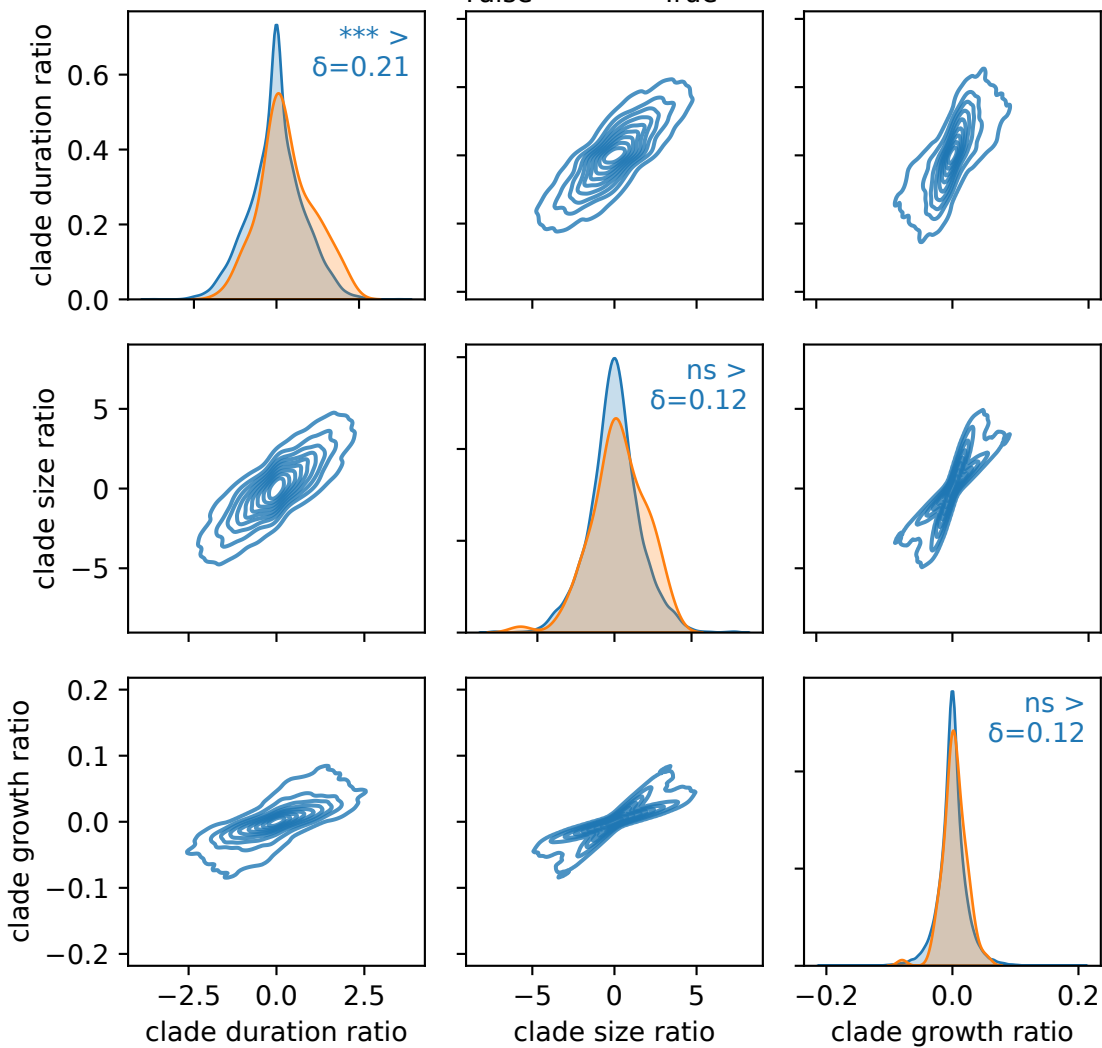 True
clade duration ratio
0.6
0.4
0.2
0.0
*** >
δ=0.21
clade size ratio
5
0
−5
ns >
δ=0.12
clade growth ratio
0.2
0.1
0.0
−0.1
−0.2
ns >
δ=0.12
−2.5 0.0 2.5
−5 0 5
−0.2 0.0 0.2
clade duration ratio
clade size ratio
clade growth ratio